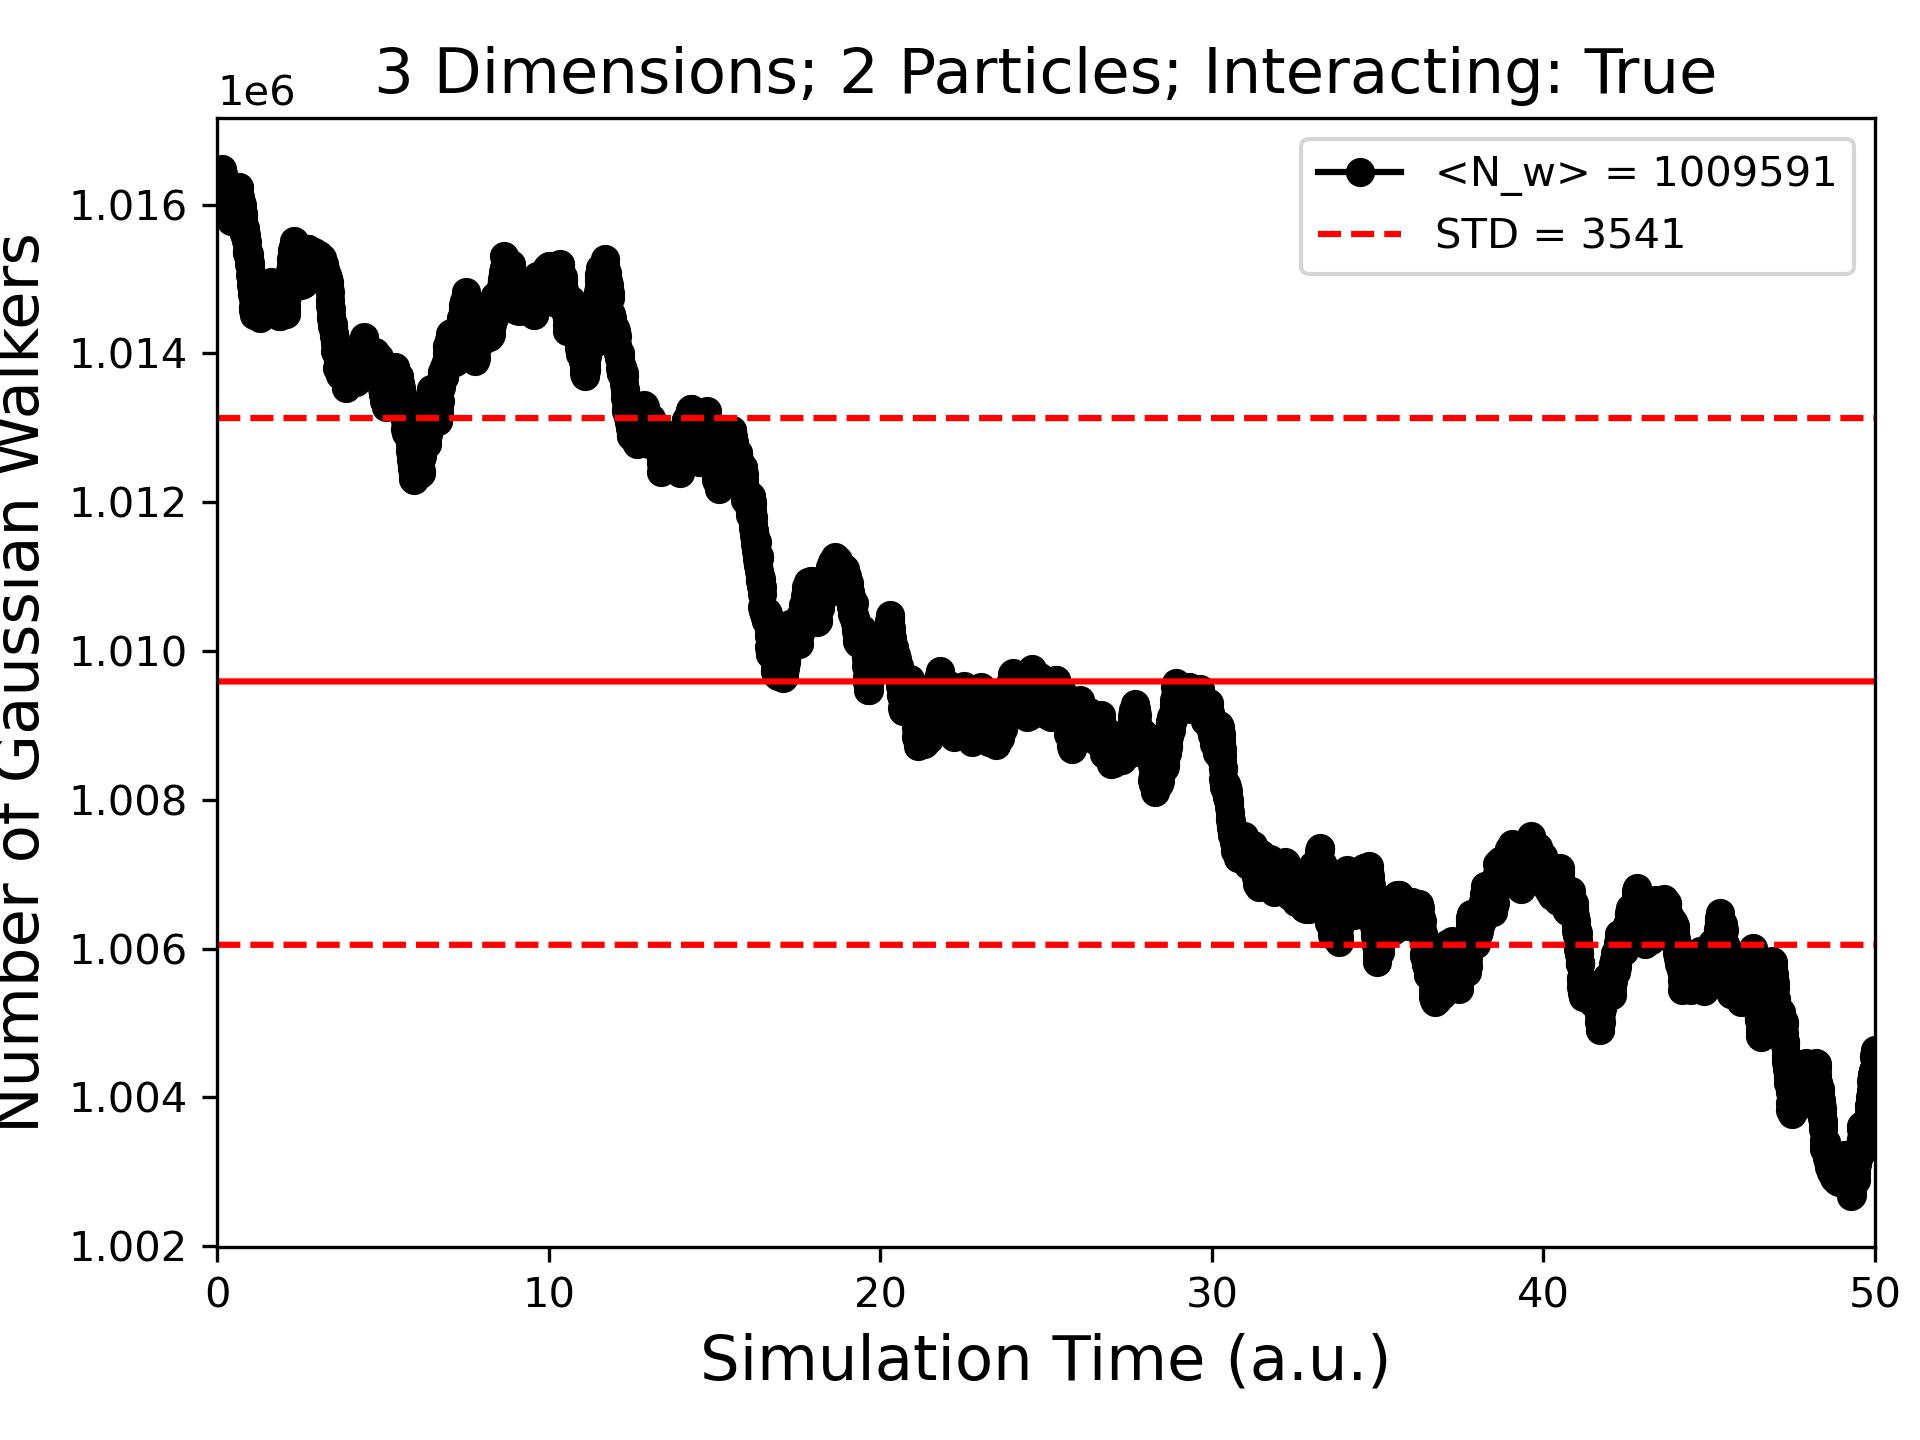 3 Dimensions; 2 Particles; Interacting: True
1e6
<N_w> = 1009591
STD = 3541
Number of Gaussian Walkers
1.016
1.014
1.012
1.010
1.008
1.006
1.004
1.002
0 10 20 30 40 50
Simulation Time (a.u.)